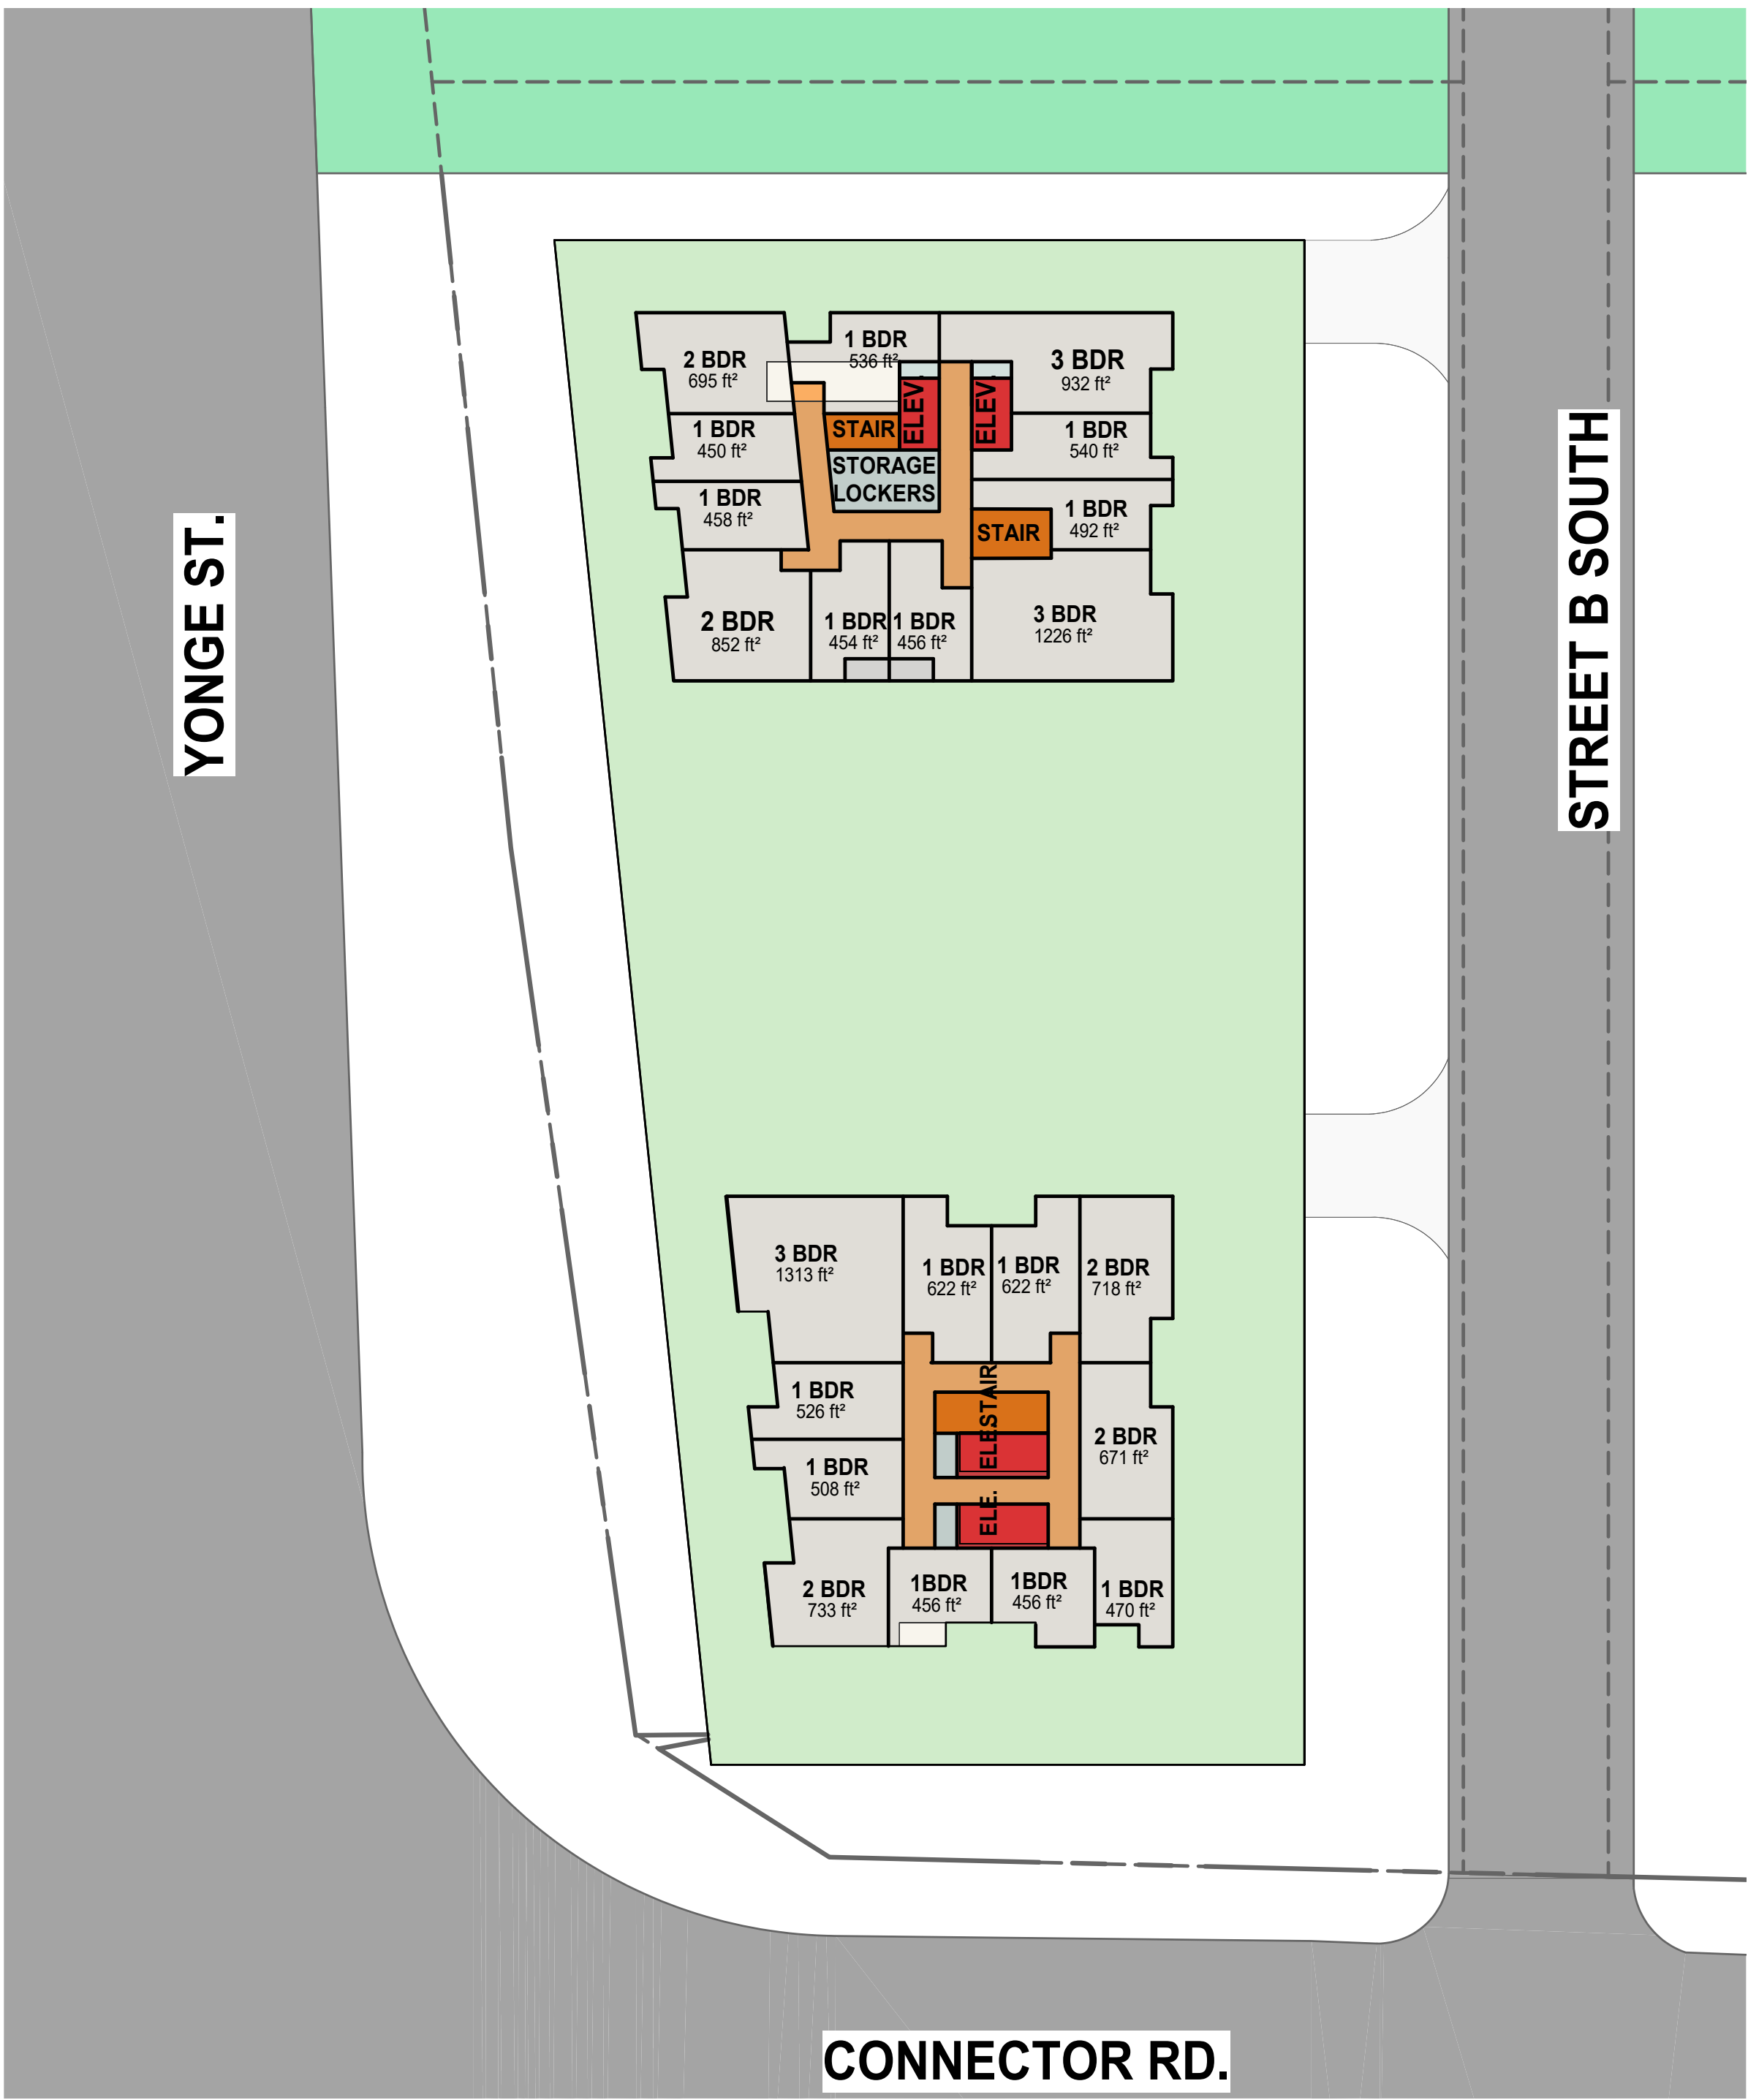 YONGE ST.
STREET B SOUTH
CONNECTOR RD.
2 BDR
695 ft²
1 BDR
536 ft²
3 BDR
932 ft²
1 BDR
450 ft²
STAIR
ELEV.
ELEV.
1 BDR
540 ft²
STORAGE
LOCKERS
1 BDR
458 ft²
STAIR
1 BDR
492 ft²
2 BDR
852 ft²
1 BDR
454 ft²
1 BDR
456 ft²
3 BDR
1226 ft²
3 BDR
1313 ft²
1 BDR
622 ft²
1 BDR
622 ft²
2 BDR
718 ft²
1 BDR
526 ft²
STAIR
ELE.
2 BDR
671 ft²
1 BDR
508 ft²
ELE.
2 BDR
733 ft²
1BDR
456 ft²
1BDR
456 ft²
1 BDR
470 ft²